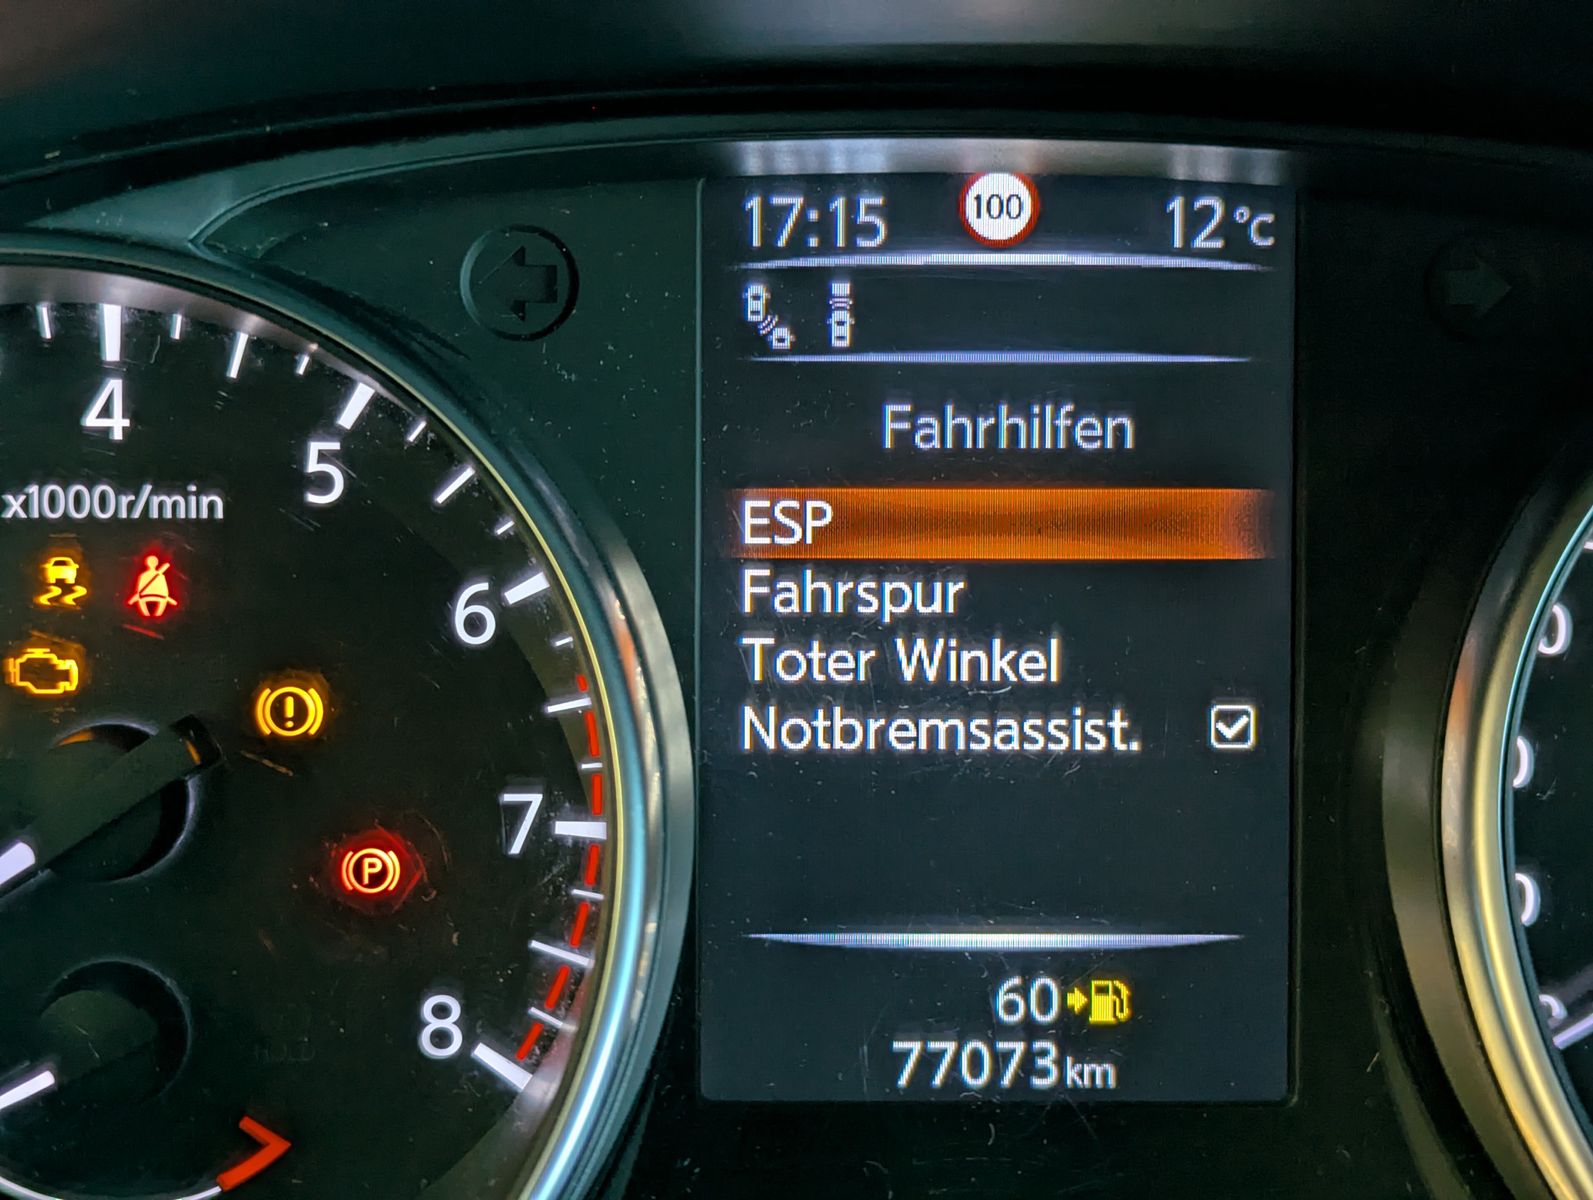 17:15 100 12°C
Fahrhilfen
ESP
Fahrspur
Toter Winkel
Notbremsassist.
60
77073km
4
5
x1000r/min
6
7
8
P